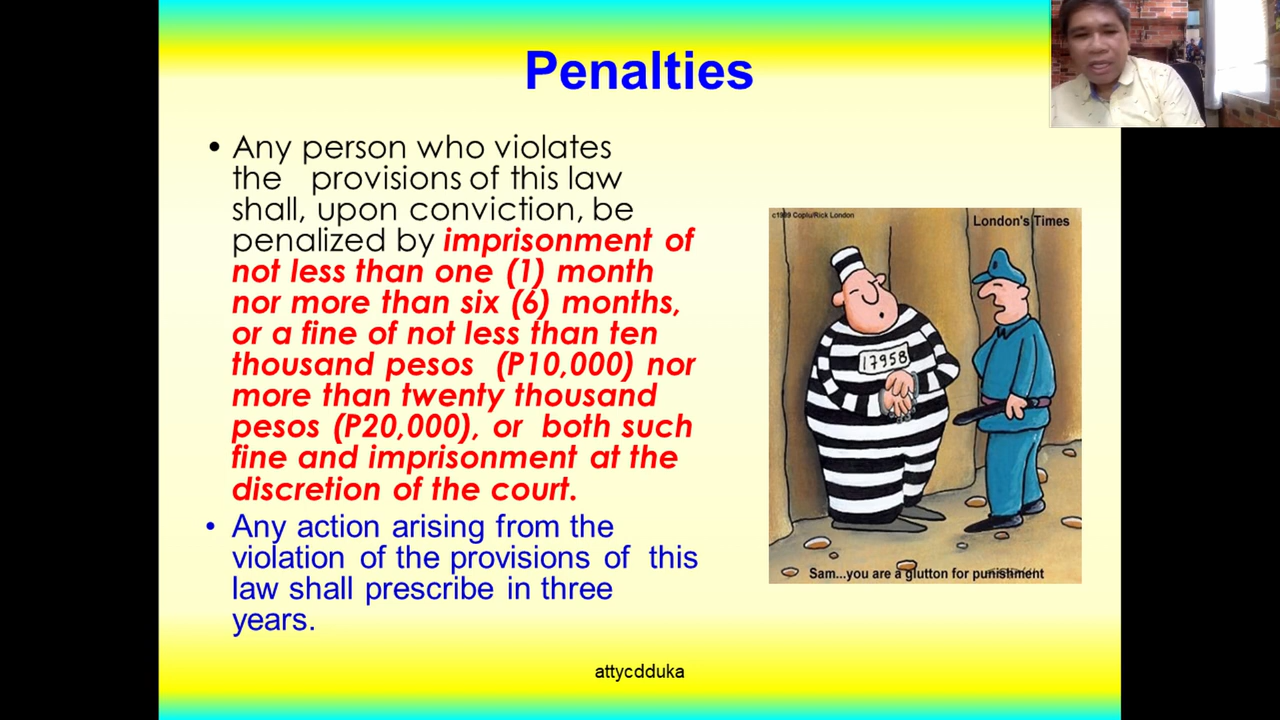 Penalties
• Any person who violates
the provisions of this law
shall, upon conviction, be
penalized by imprisonment of
not less than one (1) month
nor more than six (6) months,
or a fine of not less than ten
thousand pesos (P10,000) nor
more than twenty thousand
pesos (P20,000), or both such
fine and imprisonment at the
discretion of the court.
• Any action arising from the
violation of the provisions of this
law shall prescribe in three
years.
London's Times
17958
Sam...you are a glutton for punishment
attycdduka